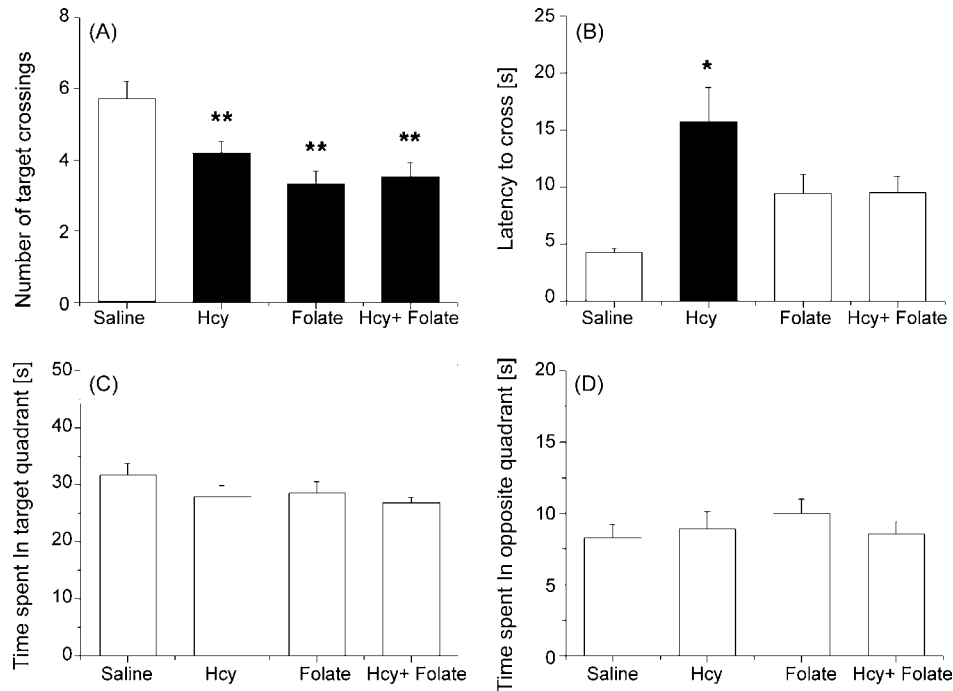 (A)
Number of target crossings
8
6
4
2
0
**
**
**
Saline Hcy Folate Hcy+ Folate
(B)
Latency to cross [s]
25
20
15
10
5
0
*
Saline Hcy Folate Hcy+ Folate
(C)
Time spent In target quadrant [s]
50
40
30
20
10
0
Saline Hcy Folate Hcy+ Folate
(D)
Time spent In opposite quadrant [s]
20
15
10
5
0
Saline Hcy Folate Hcy+ Folate